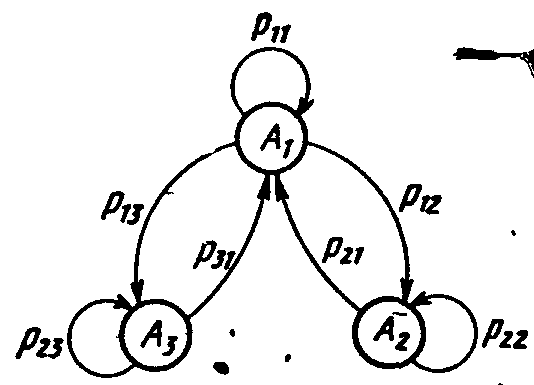 p₁₁
A₁
p₁₃
p₁₂
p₃₁
p₂₁
p₂₃
A₃
A₂
p₂₂